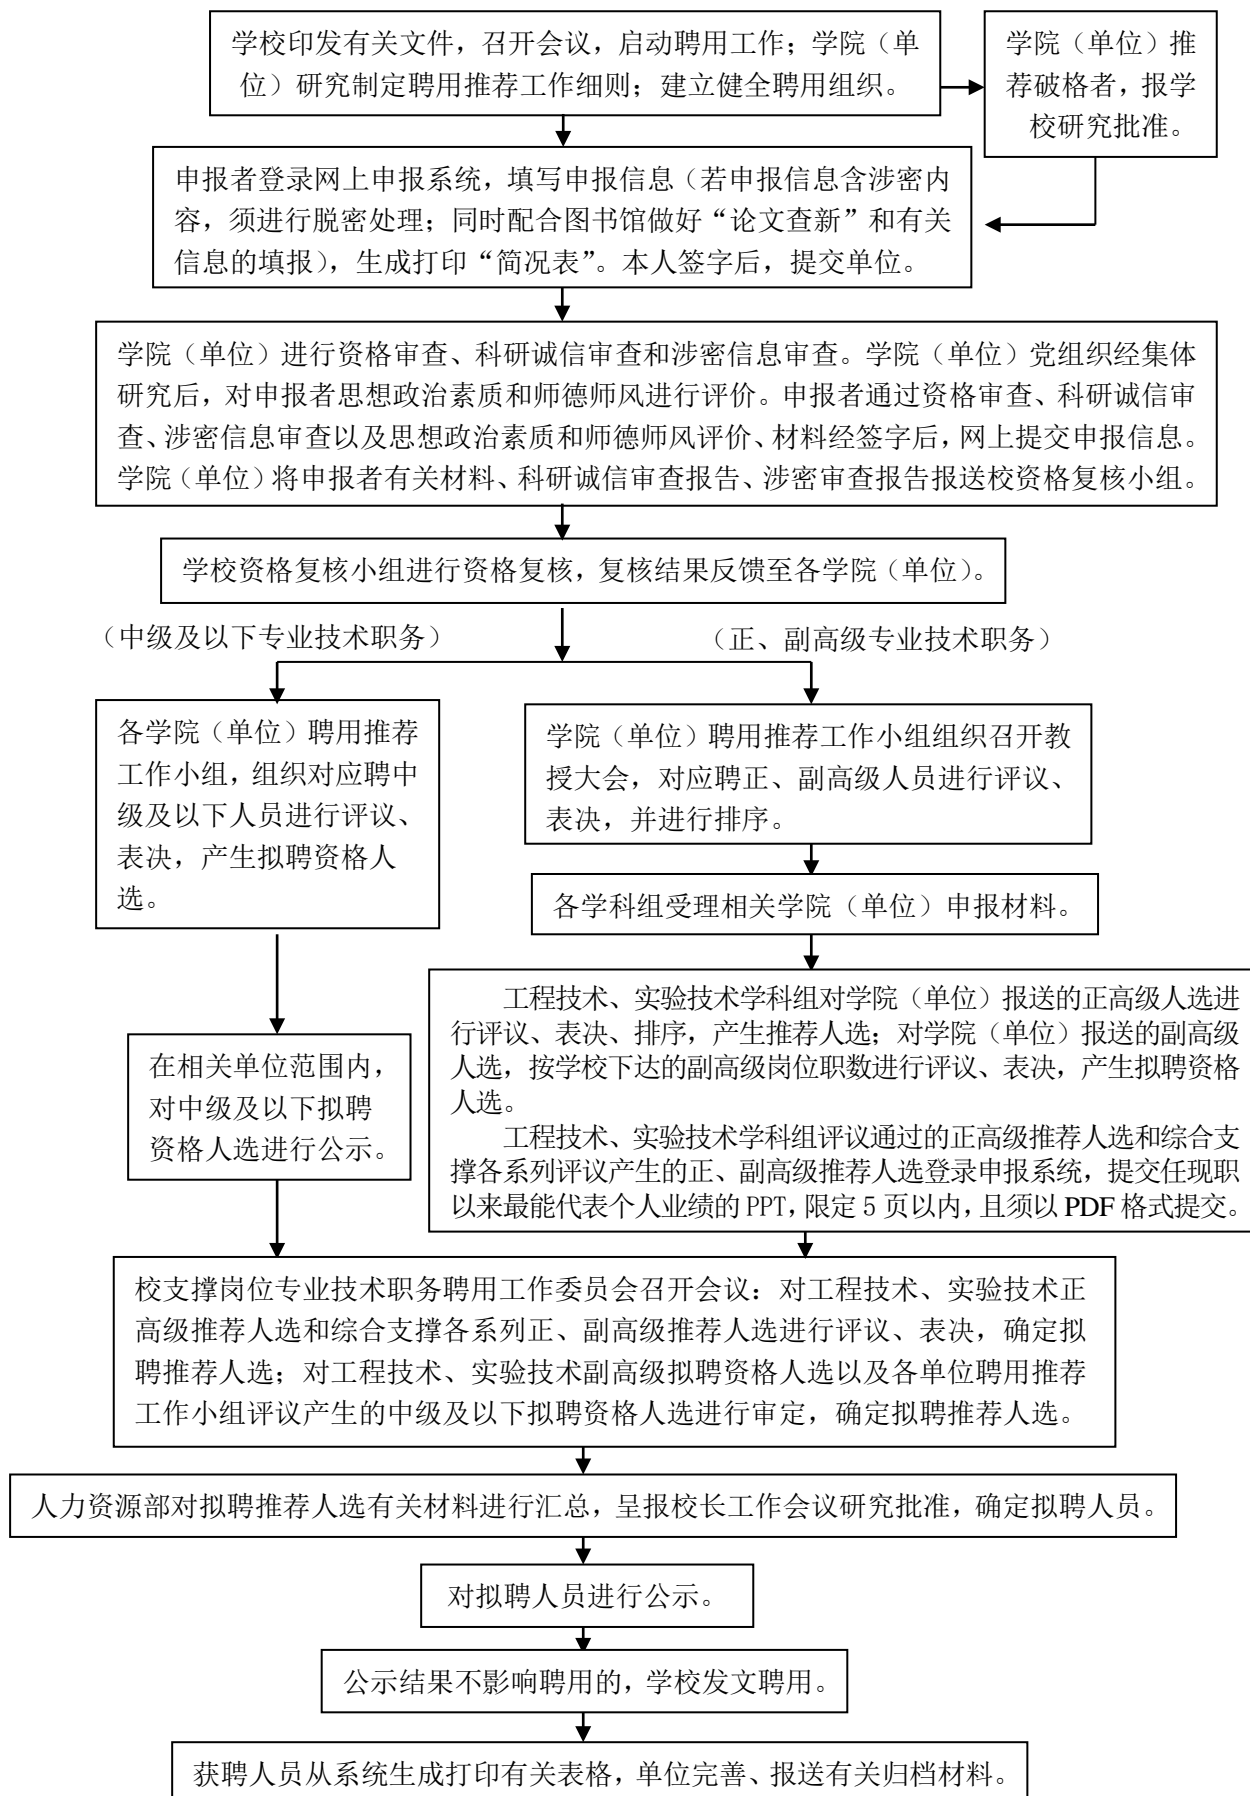 学校印发有关文件，召开会议，启动聘用工作；学院（单
位）研究制定聘用推荐工作细则；建立健全聘用组织。
学院（单位）推
荐破格者，报学
校研究批准。
申报者登录网上申报系统，填写申报信息（若申报信息含涉密内
容，须进行脱密处理；同时配合图书馆做好“论文查新”和有关
信息的填报），生成打印“简况表”。本人签字后，提交单位。
学院（单位）进行资格审查、科研诚信审查和涉密信息审查。学院（单位）党组织经集体
研究后，对申报者思想政治素质和师德师风进行评价。申报者通过资格审查、科研诚信审
查、涉密信息审查以及思想政治素质和师德师风评价、材料经签字后，网上提交申报信息。
学院（单位）将申报者有关材料、科研诚信审查报告、涉密审查报告报送校资格复核小组。
学校资格复核小组进行资格复核，复核结果反馈至各学院（单位）。
（中级及以下专业技术职务）
（正、副高级专业技术职务）
各学院（单位）聘用推荐
工作小组，组织对应聘中
级及以下人员进行评议、
表决，产生拟聘资格人
选。
学院（单位）聘用推荐工作小组组织召开教
授大会，对应聘正、副高级人员进行评议、
表决，并进行排序。
各学科组受理相关学院（单位）申报材料。
在相关单位范围内，
对中级及以下拟聘
资格人选进行公示。
工程技术、实验技术学科组对学院（单位）报送的正高级人选进
行评议、表决、排序，产生推荐人选；对学院（单位）报送的副高级
人选，按学校下达的副高级岗位职数进行评议、表决，产生拟聘资格
人选。
工程技术、实验技术学科组评议通过的正高级推荐人选和综合支
撑各系列评议产生的正、副高级推荐人选登录申报系统，提交任现职
以来最能代表个人业绩的 PPT，限定 5 页以内，且须以 PDF 格式提交。
校支撑岗位专业技术职务聘用工作委员会召开会议：对工程技术、实验技术正
高级推荐人选和综合支撑各系列正、副高级推荐人选进行评议、表决，确定拟
聘推荐人选；对工程技术、实验技术副高级拟聘资格人选以及各单位聘用推荐
工作小组评议产生的中级及以下拟聘资格人选进行审定，确定拟聘推荐人选。
人力资源部对拟聘推荐人选有关材料进行汇总，呈报校长工作会议研究批准，确定拟聘人员。
对拟聘人员进行公示。
公示结果不影响聘用的，学校发文聘用。
获聘人员从系统生成打印有关表格，单位完善、报送有关归档材料。